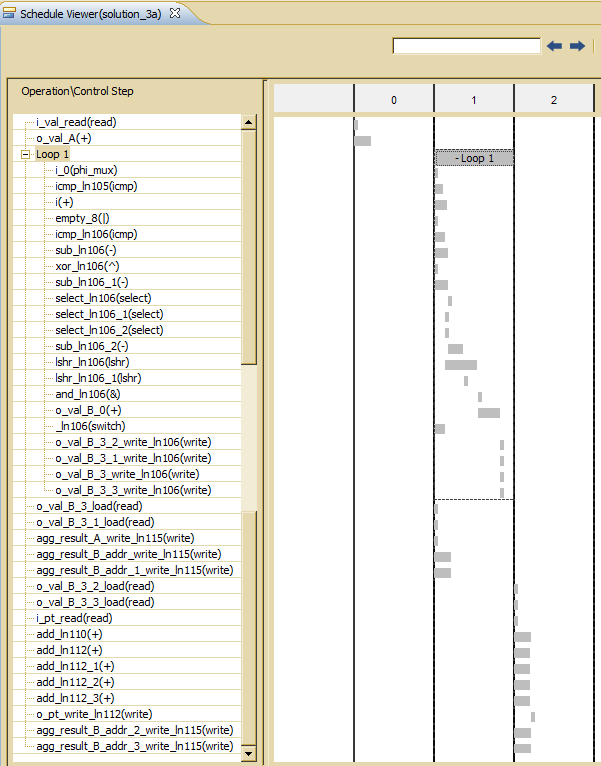 Schedule Viewer(solution_3a)
Operation\Control Step
0 1 2
i_val_read(read)
o_val_A(+)
Loop 1
- Loop 1
i_0(phi_mux)
icmp_ln105(icmp)
i(+)
empty_8(|)
icmp_ln106(icmp)
sub_ln106(-)
xor_ln106(^)
sub_ln106_1(-)
select_ln106(select)
select_ln106_1(select)
select_ln106_2(select)
sub_ln106_2(-)
lshr_ln106(lshr)
lshr_ln106_1(lshr)
and_ln106(&)
o_val_B_0(+)
_ln106(switch)
o_val_B_3_2_write_ln106(write)
o_val_B_3_1_write_ln106(write)
o_val_B_3_write_ln106(write)
o_val_B_3_3_write_ln106(write)
o_val_B_3_load(read)
o_val_B_3_1_load(read)
agg_result_A_write_ln115(write)
agg_result_B_addr_write_ln115(write)
agg_result_B_addr_1_write_ln115(write)
o_val_B_3_2_load(read)
o_val_B_3_3_load(read)
i_pt_read(read)
add_ln110(+)
add_ln112(+)
add_ln112_1(+)
add_ln112_2(+)
add_ln112_3(+)
o_pt_write_ln112(write)
agg_result_B_addr_2_write_ln115(write)
agg_result_B_addr_3_write_ln115(write)